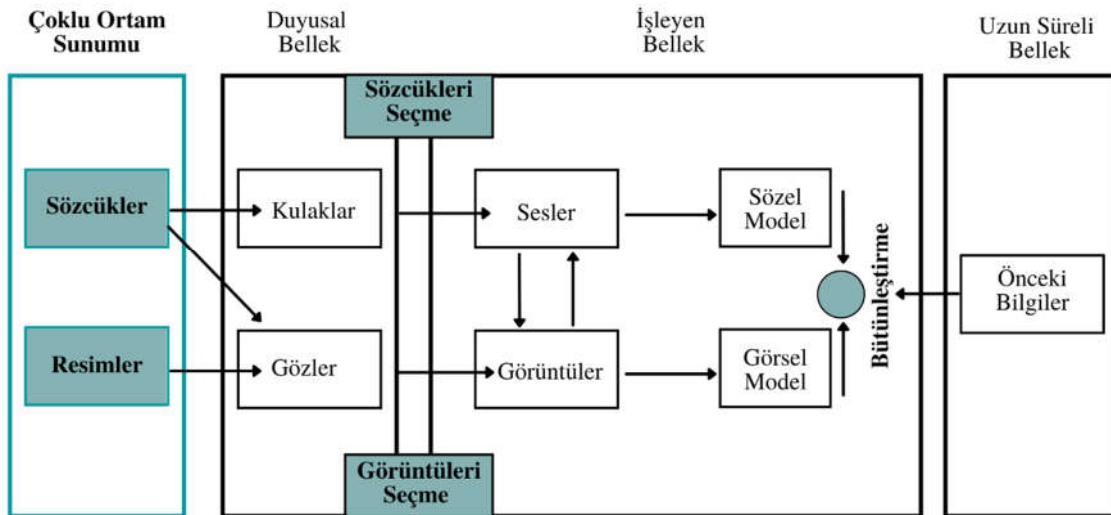 Çoklu Ortam
Sunumu
Duyusal
Bellek
İşleyen
Bellek
Uzun Süreli
Bellek
Sözcükleri
Seçme
Sözcükler
Kulaklar
Sesler
Sözel
Model
Bütünleştirme
Önceki
Bilgiler
Resimler
Gözler
Görüntüler
Görsel
Model
Görüntüleri
Seçme